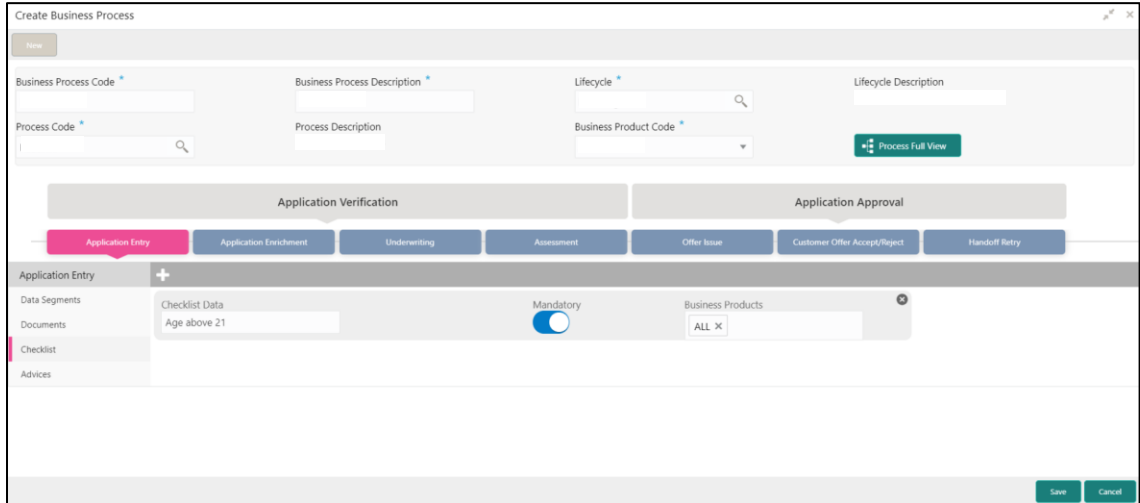 Create Business Process
New
Business Process Code *
Business Process Description *
Lifecycle *
Lifecycle Description
Process Code *
Process Description
Business Product Code *
Process Full View
Application Verification
Application Approval
Application Entry
Application Enrichment
Underwriting
Assessment
Offer Issue
Customer Offer Accept/Reject
Handoff Retry
Application Entry
Data Segments
Documents
Checklist
Advices
Checklist Data
Age above 21
Mandatory
Business Products
ALL ×
Save
Cancel